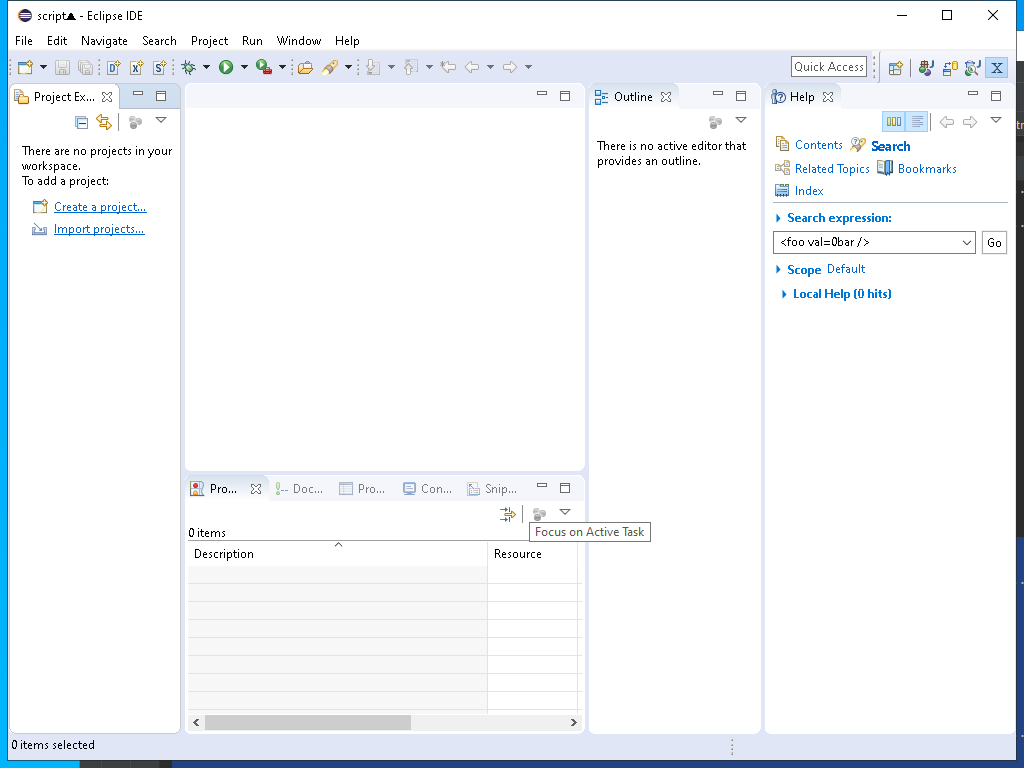 script▲ - Eclipse IDE
File Edit Navigate Search Project Run Window Help
Quick Access
Project Ex...
There are no projects in your
workspace.
To add a project:
Create a project...
Import projects...
Outline
There is no active editor that
provides an outline.
Help
Contents Search
Related Topics Bookmarks
Index
Search expression:
<foo val=0bar />
Go
Scope Default
Local Help (0 hits)
Pro... Doc... Pro... Con... Snip...
Focus on Active Task
0 items
Description Resource
0 items selected